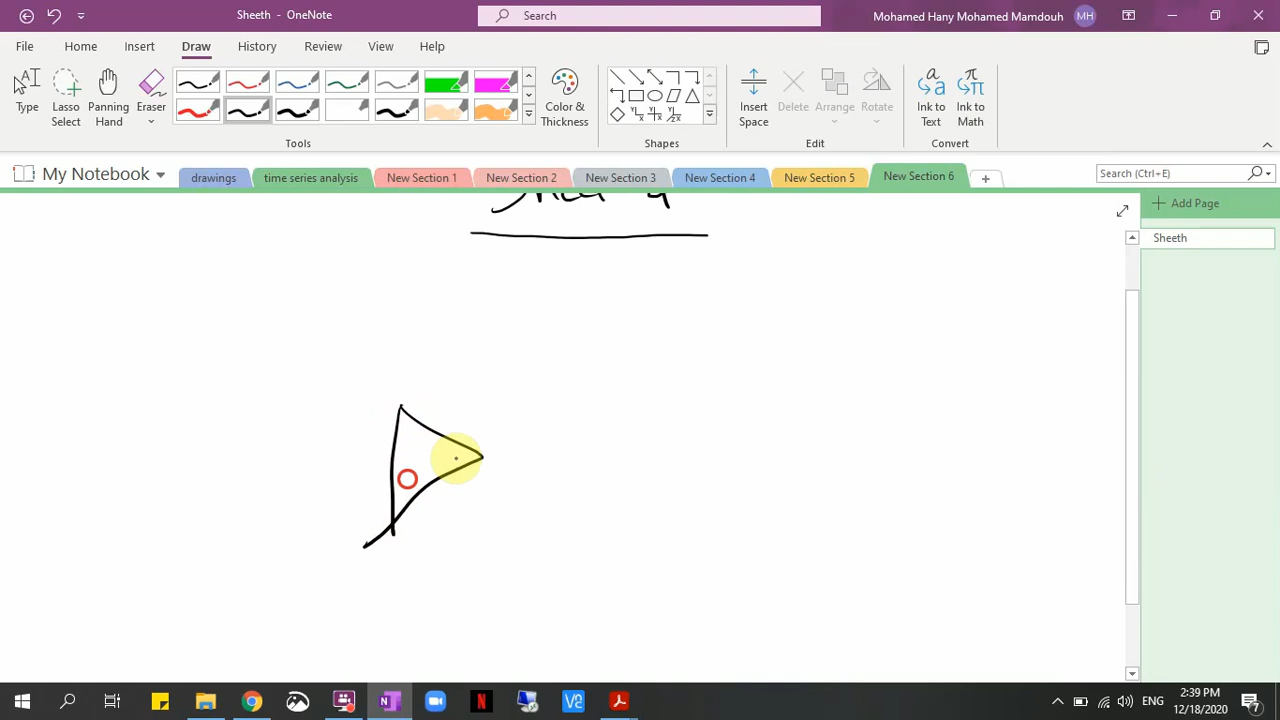 Sheeth - OneNote
Search
Mohamed Hany Mohamed Mamdouh
MH
File
Home
Insert
Draw
History
Review
View
Help
Type
Lasso
Select
Panning
Hand
Eraser
Color &
Thickness
Insert
Space
Delete
Arrange
Rotate
Ink to
Text
Ink to
Math
Tools
Shapes
Edit
Convert
My Notebook
drawings
time series analysis
New Section 1
New Section 2
New Section 3
New Section 4
New Section 5
New Section 6
Search (Ctrl+E)
Add Page
Sheeth
ENG
2:39 PM
12/18/2020
7